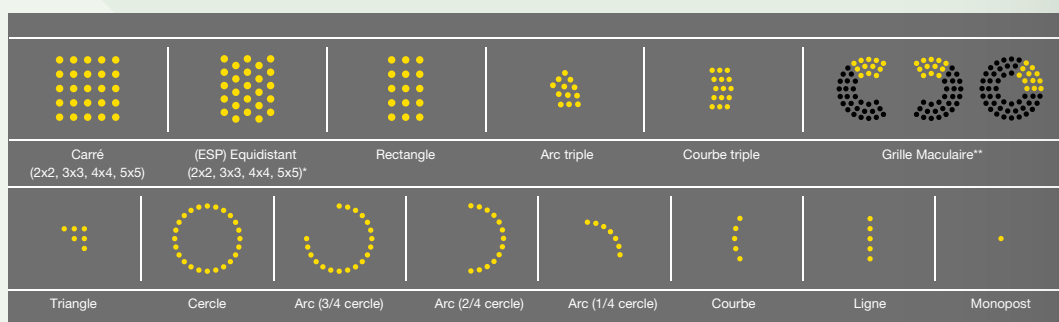 Carré
(2x2, 3x3, 4x4, 5x5)
(ESP) Equidistant
(2x2, 3x3, 4x4, 5x5)*
Rectangle
Arc triple
Courbe triple
Grille Maculaire**
Triangle
Cercle
Arc (3/4 cercle)
Arc (2/4 cercle)
Arc (1/4 cercle)
Courbe
Ligne
Monopost